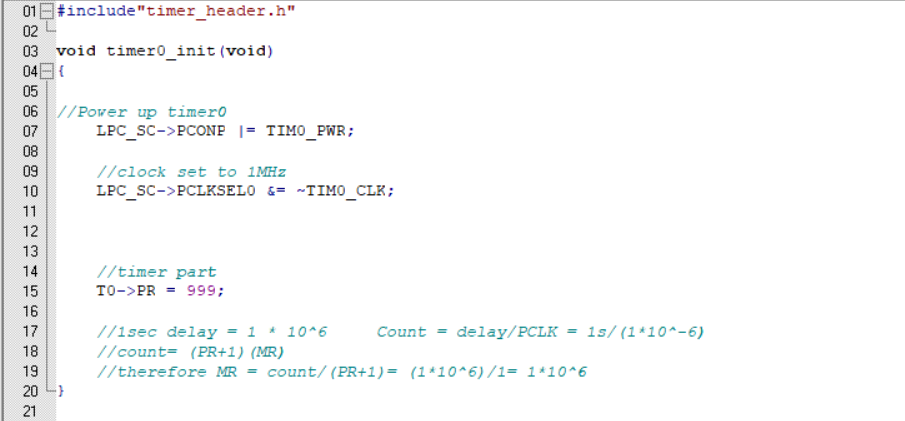 01 #include"timer_header.h"
02
03 void timer0_init(void)
04 {
05
06 //Power up timer0
07 LPC_SC->PCONP |= TIM0_PWR;
08
09 //clock set to 1MHz
10 LPC_SC->PCLKSEL0 &= ~TIM0_CLK;
11
12
13
14 //timer part
15 T0->PR = 999;
16
17 //1sec delay = 1 * 10^6 Count = delay/PCLK = 1s/(1*10^-6)
18 //count= (PR+1)(MR)
19 //therefore MR = count/(PR+1)= (1*10^6)/1= 1*10^6
20 }
21